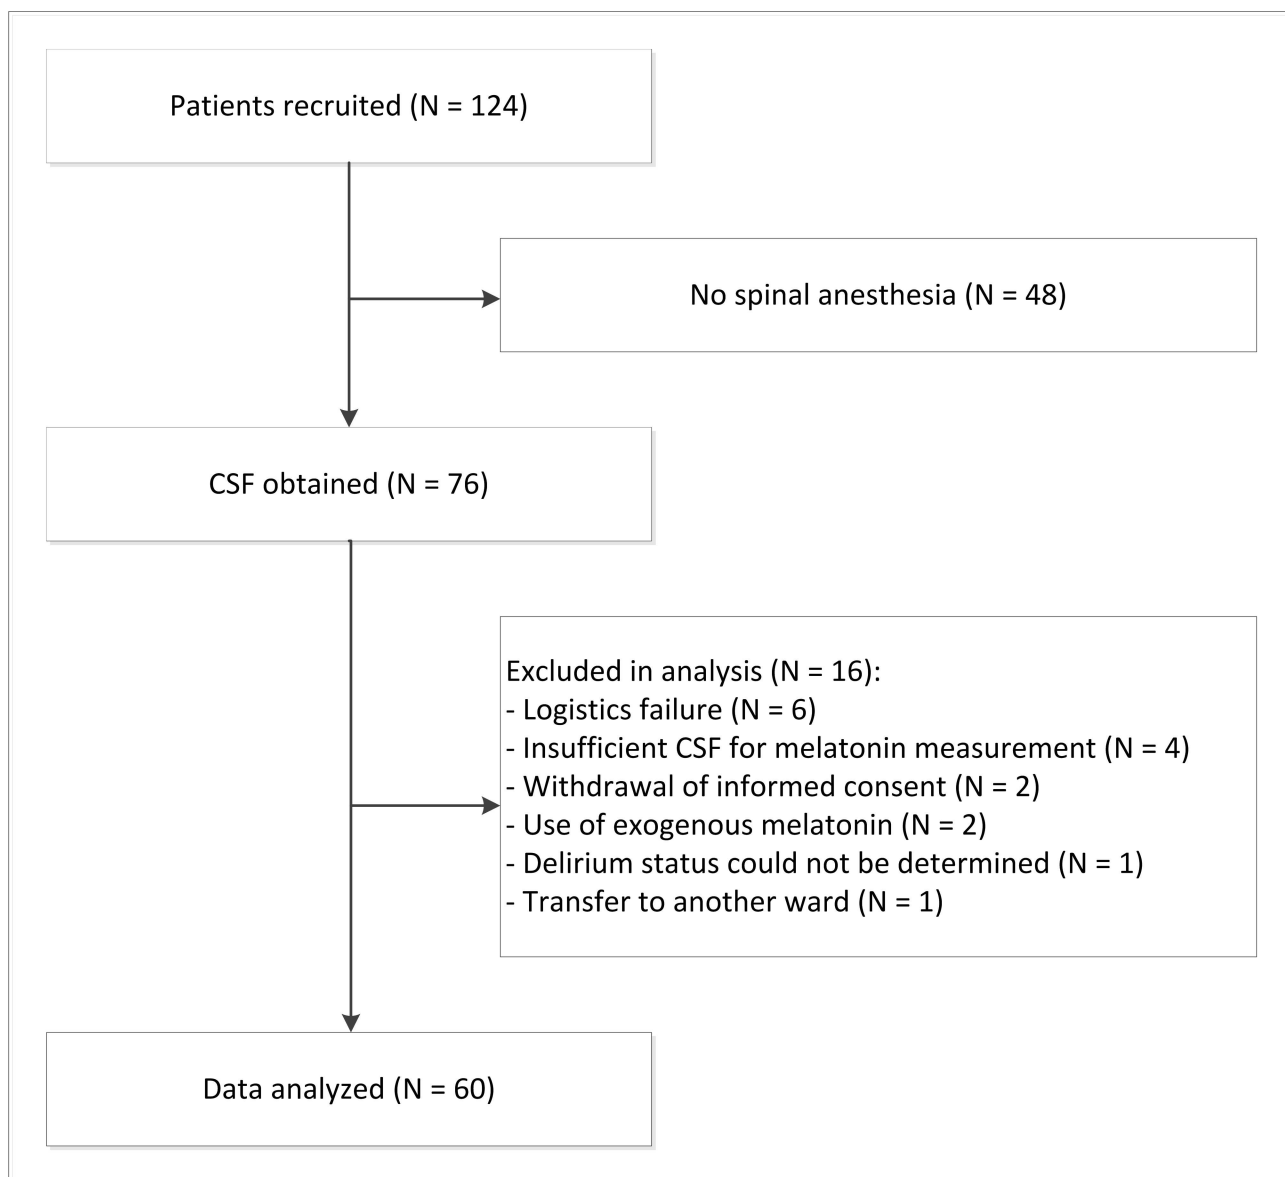 Patients recruited (N = 124)
No spinal anesthesia (N = 48)
CSF obtained (N = 76)
Excluded in analysis (N = 16):
- Logistics failure (N = 6)
- Insufficient CSF for melatonin measurement (N = 4)
- Withdrawal of informed consent (N = 2)
- Use of exogenous melatonin (N = 2)
- Delirium status could not be determined (N = 1)
- Transfer to another ward (N = 1)
Data analyzed (N = 60)